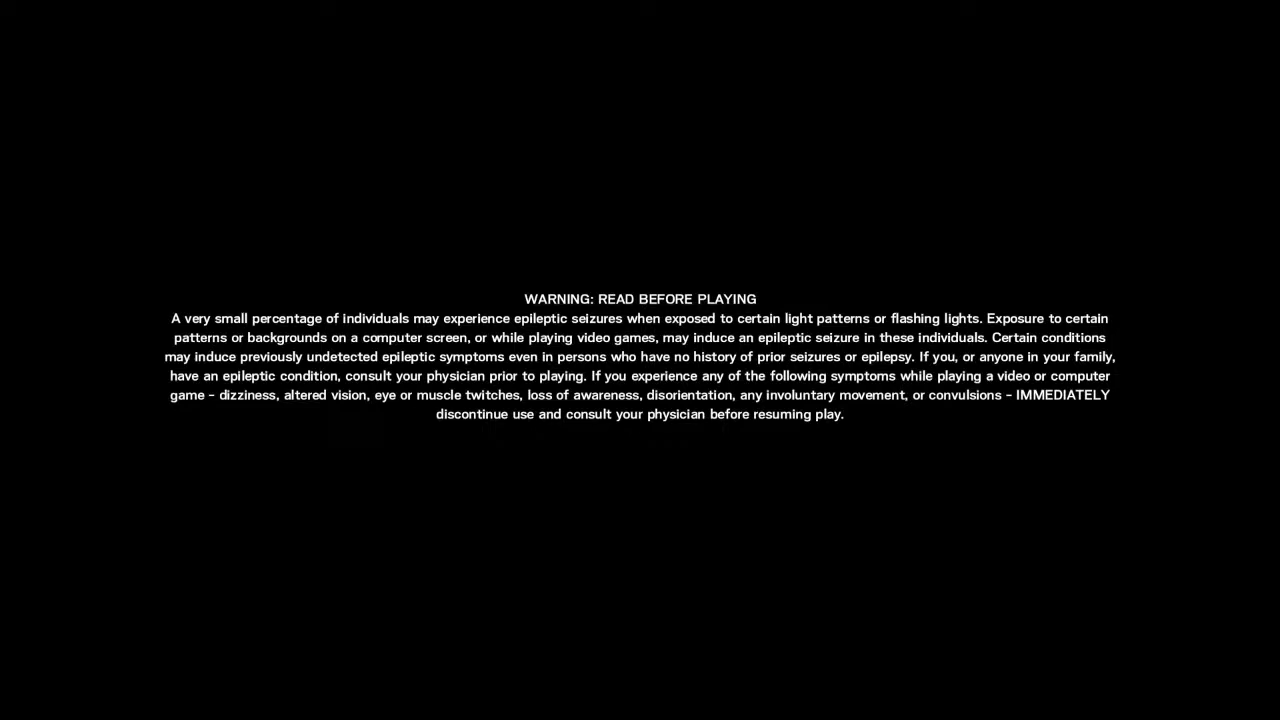 WARNING: READ BEFORE PLAYING
A very small percentage of individuals may experience epileptic seizures when exposed to certain light patterns or flashing lights. Exposure to certain
patterns or backgrounds on a computer screen, or while playing video games, may induce an epileptic seizure in these individuals. Certain conditions
may induce previously undetected epileptic symptoms even in persons who have no history of prior seizures or epilepsy. If you, or anyone in your family,
have an epileptic condition, consult your physician prior to playing. If you experience any of the following symptoms while playing a video or computer
game - dizziness, altered vision, eye or muscle twitches, loss of awareness, disorientation, any involuntary movement, or convulsions - IMMEDIATELY
discontinue use and consult your physician before resuming play.